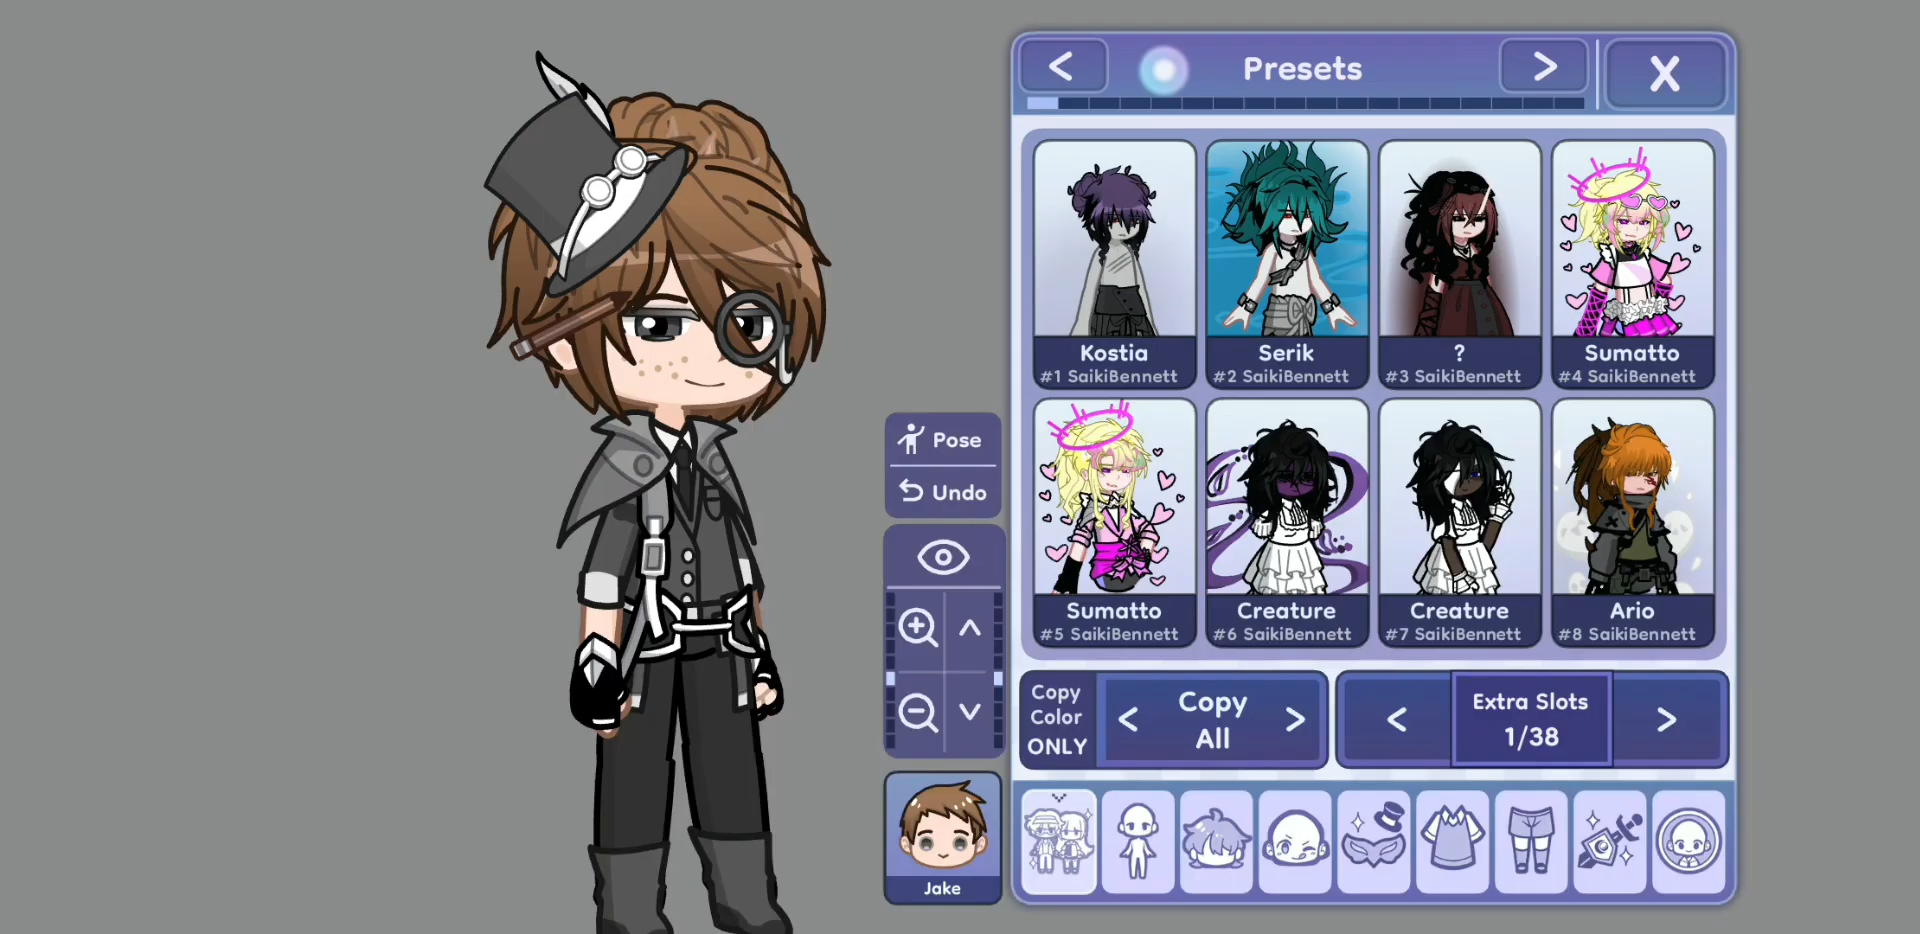 Presets
X
Kostia
#1 SaikiBennett
Serik
#2 SaikiBennett
?
#3 SaikiBennett
Sumatto
#4 SaikiBennett
Sumatto
#5 SaikiBennett
Creature
#6 SaikiBennett
Creature
#7 SaikiBennett
Ario
#8 SaikiBennett
Pose
Undo
Jake
Copy
Color
ONLY
Copy
All
Extra Slots
1/38